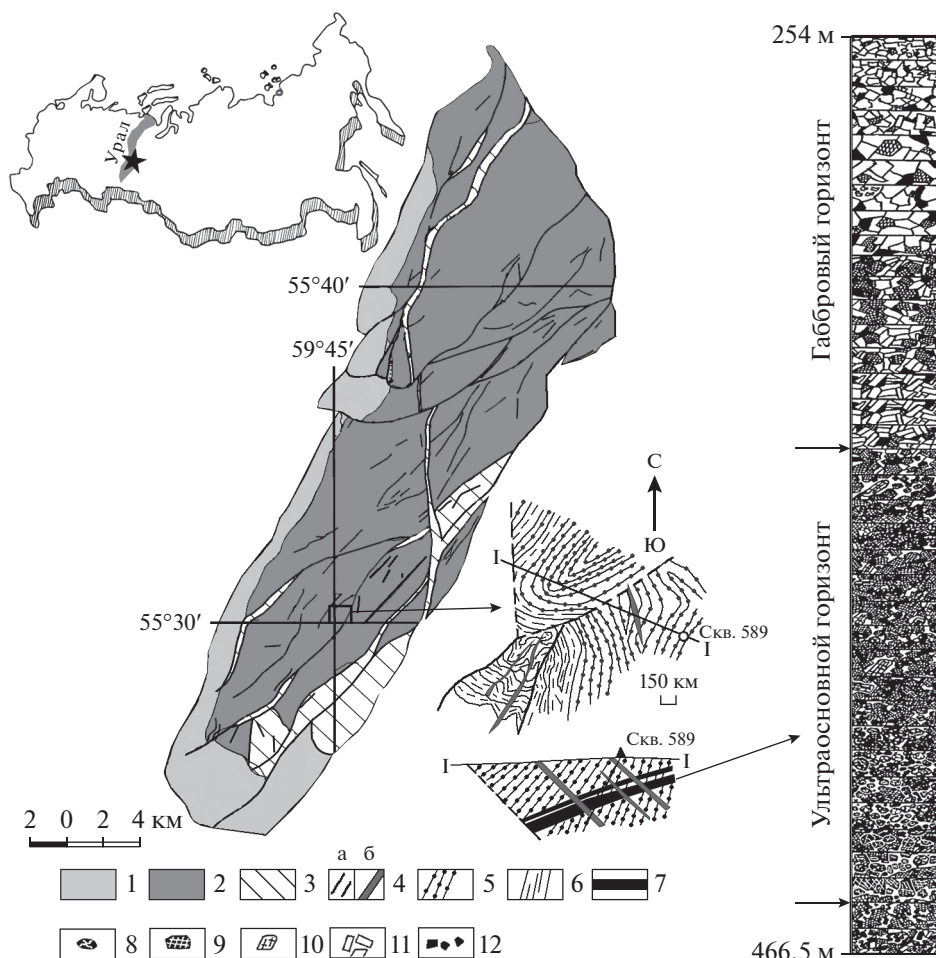 254 м
Урал
Габбровый горизонт
55°40′
59°45′
С
Ю
I
Скв. 589
I
55°30′
150 км
Ультраосновной горизонт
Скв. 589
I
I
2 0 2 4 км
а б
1 2 3 4 5 6 7
8 9 10 11 12
466.5 м